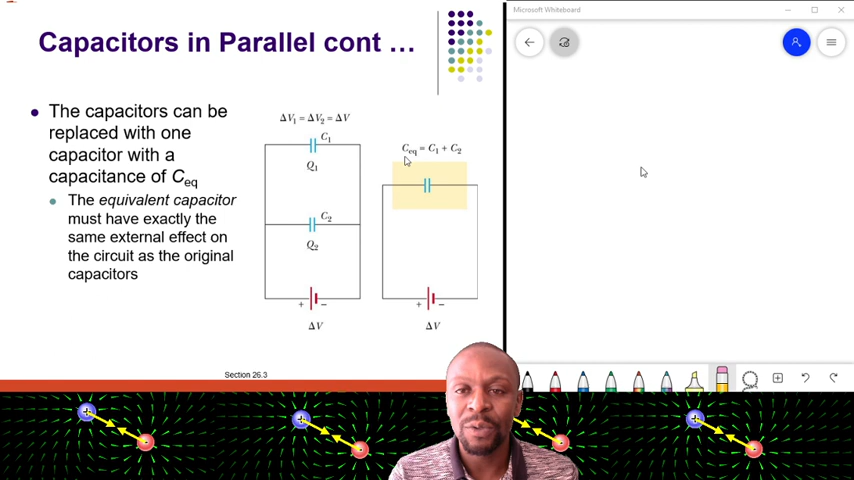 Capacitors in Parallel cont …
The capacitors can be
replaced with one
capacitor with a
capacitance of Ceq
The equivalent capacitor
must have exactly the
same external effect on
the circuit as the original
capacitors
ΔV1 = ΔV2 = ΔV
C1
Q1
C2
Q2
+ −
ΔV
Ceq = C1 + C2
+ −
ΔV
Section 26.3
Microsoft Whiteboard